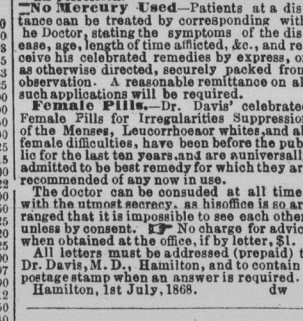 No Mercury Used—Patients at a dis
tance can be treated by corresponding with
he Doctor, stating the symptoms of the dis
ease, age, length of time afflicted, &c., and re
ceive his celebrated remedies by express, or
as otherwise directed, securely packed from
observation. A reasonable remittance on al
such applications will be required.
Female Pills.—Dr. Davis' celebrate
Female Pills for Irregularities Suppression
of the Menses, Leucorrhoea or whites, and a
female difficulties, have been before the pub
lic for the last ten years, and are auniversall
admitted to be best remedy for which they ar
recommended of any now in use.
The doctor can be consuded at all time
with the utmost secrecy. as hisoffice is so ar
ranged that it is impossible to see each other
unless by consent. ☞ No charge for advic
when obtained at the office, if by letter, $1.
All letters must be addressed (prepaid) t
Dr. Davis, M. D., Hamilton, and to contain
postage stamp when an answer is required.
Hamilton, 1st July, 1868. dw